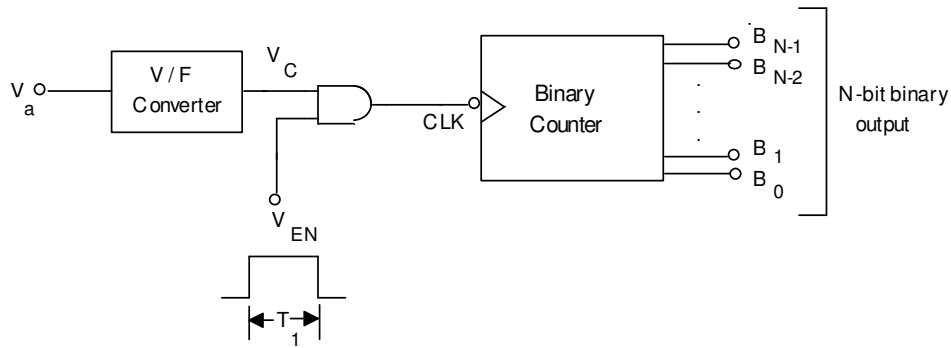 V a
V / F
Converter
V C
V EN
T 1
CLK
Binary
Counter
B N-1
B N-2
B 1
B 0
N-bit binary
output